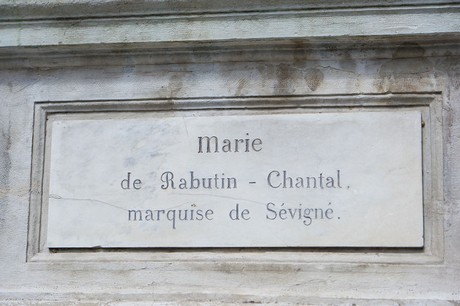 Marie
de Rabutin - Chantal,
marquise de Sévigné.